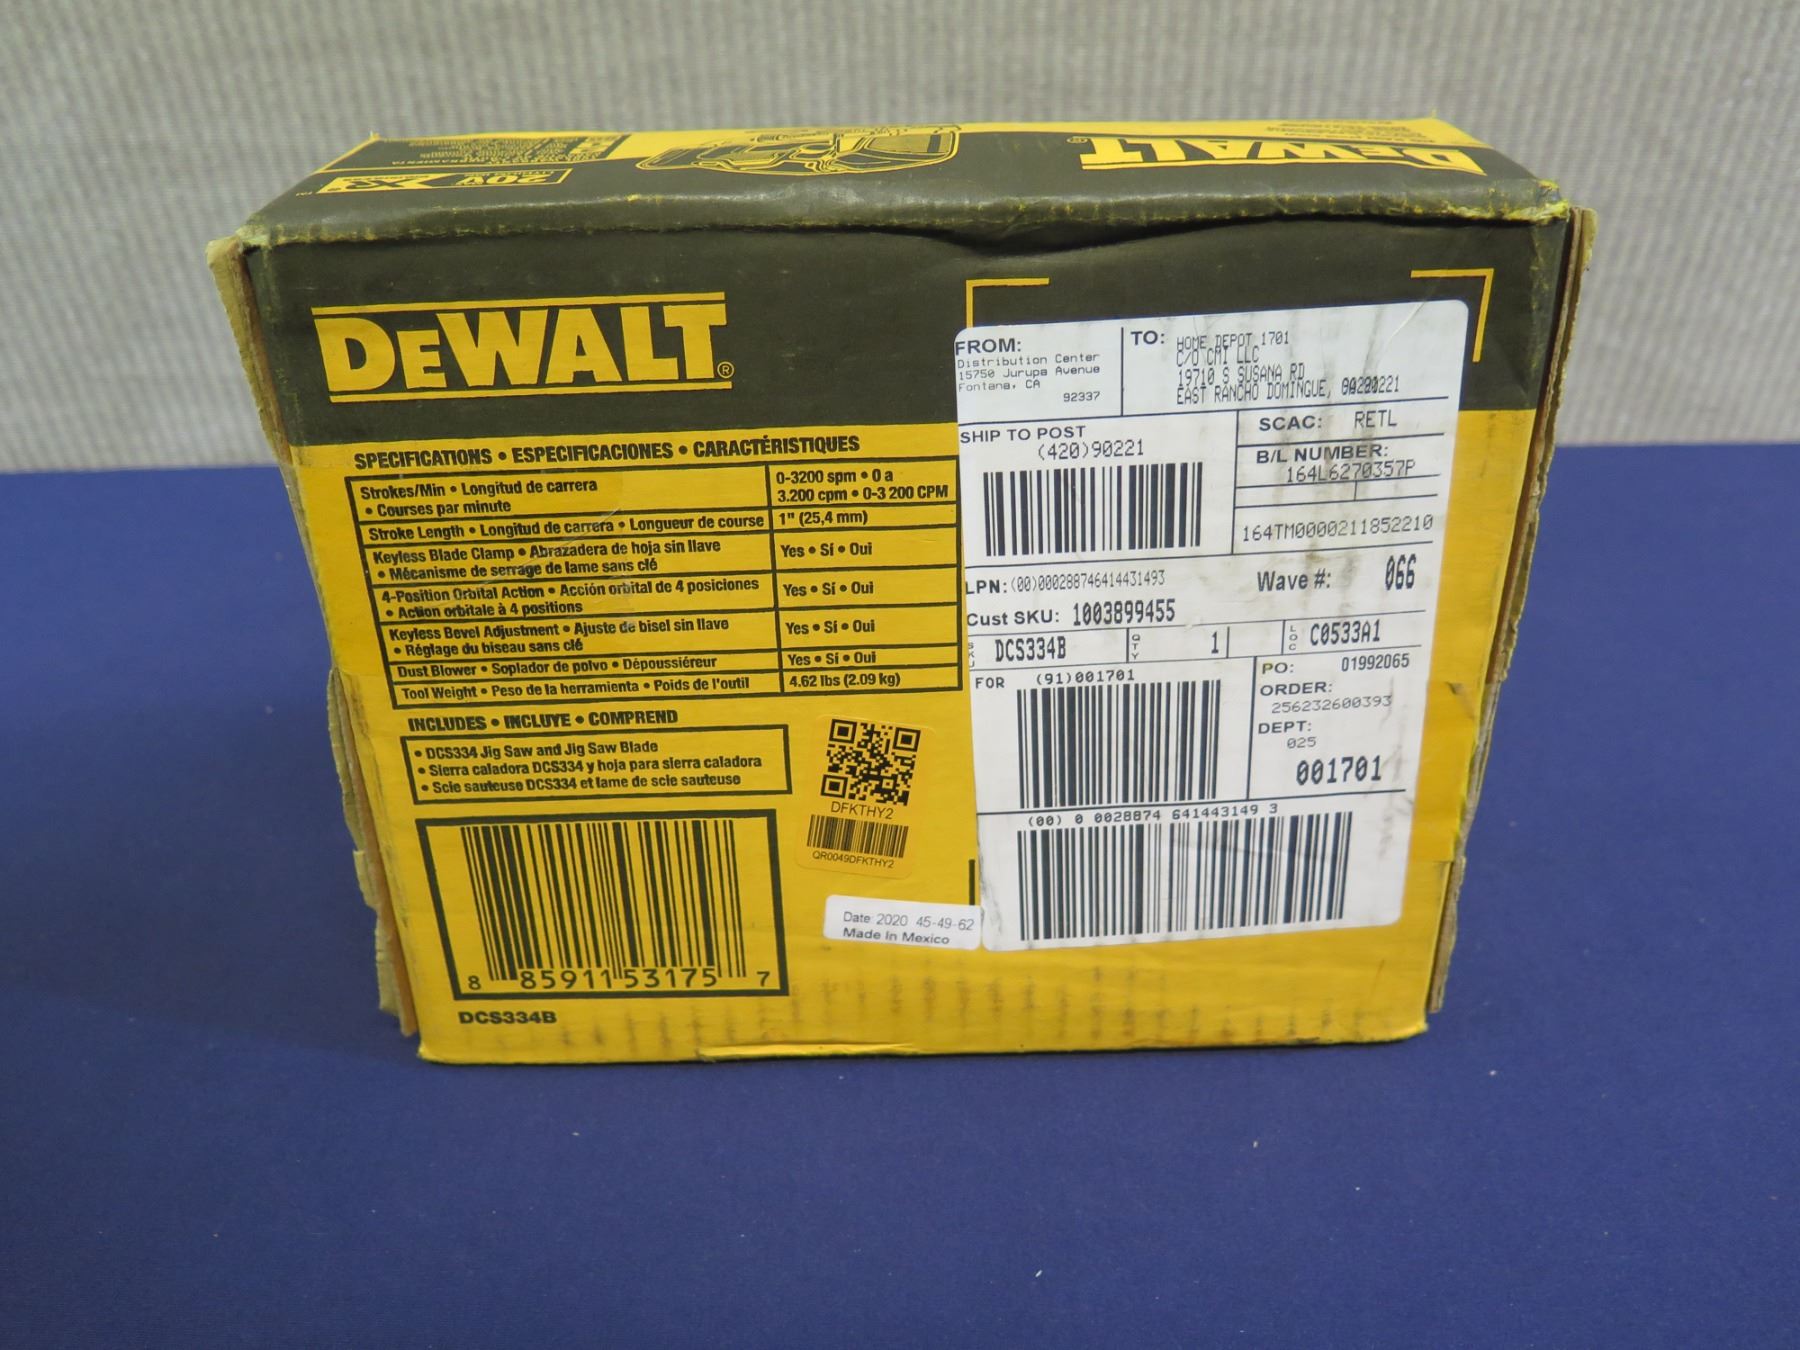 DEWALT
20V
XR
DEWALT®
SPECIFICATIONS • ESPECIFICACIONES • CARACTÉRISTIQUES
Strokes/Min • Longitud de carrera
• Courses par minute
0-3200 spm • 0 a
3.200 cpm • 0-3 200 CPM
Stroke Length • Longitud de carrera • Longueur de course
1" (25,4 mm)
Keyless Blade Clamp • Abrazadera de hoja sin llave
• Mécanisme de serrage de lame sans clé
Yes • Sí • Oui
4-Position Orbital Action • Acción orbital de 4 posiciones
• Action orbitale à 4 positions
Yes • Sí • Oui
Keyless Bevel Adjustment • Ajuste de bisel sin llave
• Réglage du biseau sans clé
Yes • Sí • Oui
Dust Blower • Soplador de polvo • Dépoussiéreur
Yes • Sí • Oui
Tool Weight • Peso de la herramienta • Poids de l'outil
4.62 lbs (2.09 kg)
INCLUDES • INCLUYE • COMPREND
• DCS334 Jig Saw and Jig Saw Blade
• Sierra caladora DCS334 y hoja para sierra caladora
• Scie sauteuse DCS334 et lame de scie sauteuse
8 85911 53175 7
DCS334B
DFKTHY2
QR0049DFKTHY2
Date 2020 45-49-62
Made In Mexico
FROM:
Distribution Center
15750 Jurupa Avenue
Fontana, CA
92337
TO: HOME DEPOT 1701
C/O CMI LLC
19710 S SUSANA RD
EAST RANCHO DOMINGUE,
SHIP TO POST
(420)90221
SCAC: RETL
B/L NUMBER:
164L6270357P
164TM0000211852210
LPN: (00)000288746414431493
Wave #: 066
Cust SKU: 1003899455
SKU DCS334B QTY 1 LOC C0533A1
FOR (91)001701
PO: 01992065
ORDER:
256232600393
DEPT:
025
001701
(00) 0 0028874 641443149 3